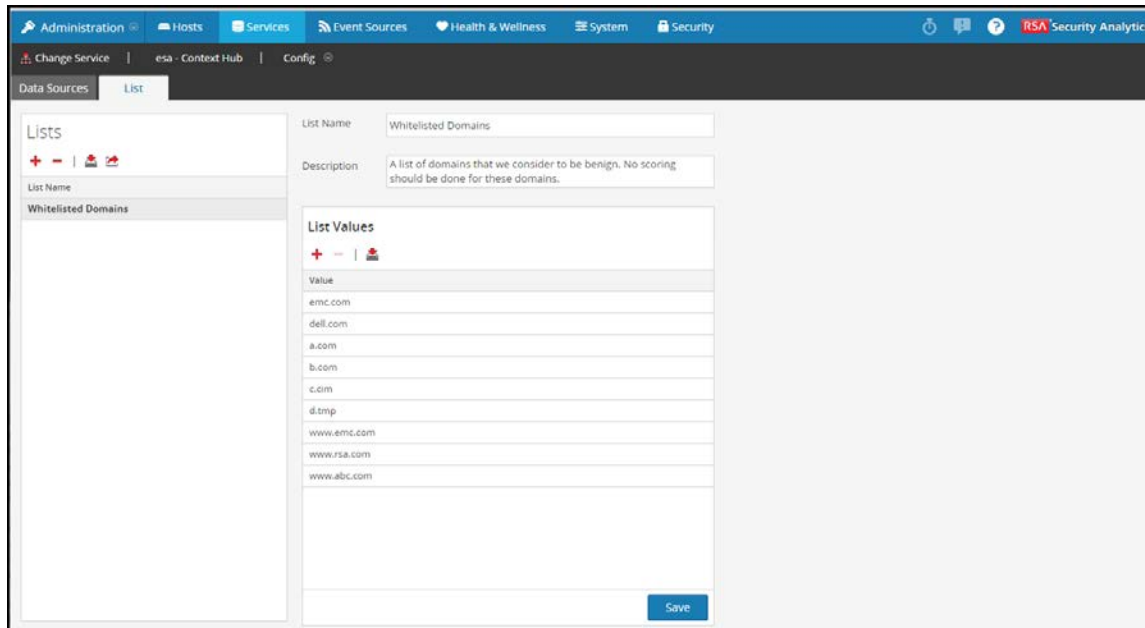 Administration Hosts Services Event Sources Health & Wellness System Security RSA Security Analytic
Change Service | esa - Context Hub | Config
Data Sources List
Lists
List Name
Whitelisted Domains
List Name Whitelisted Domains
Description A list of domains that we consider to be benign. No scoring
should be done for these domains.
List Values
Value
emc.com
dell.com
a.com
b.com
c.cim
d.tmp
www.emc.com
www.rsa.com
www.abc.com
Save